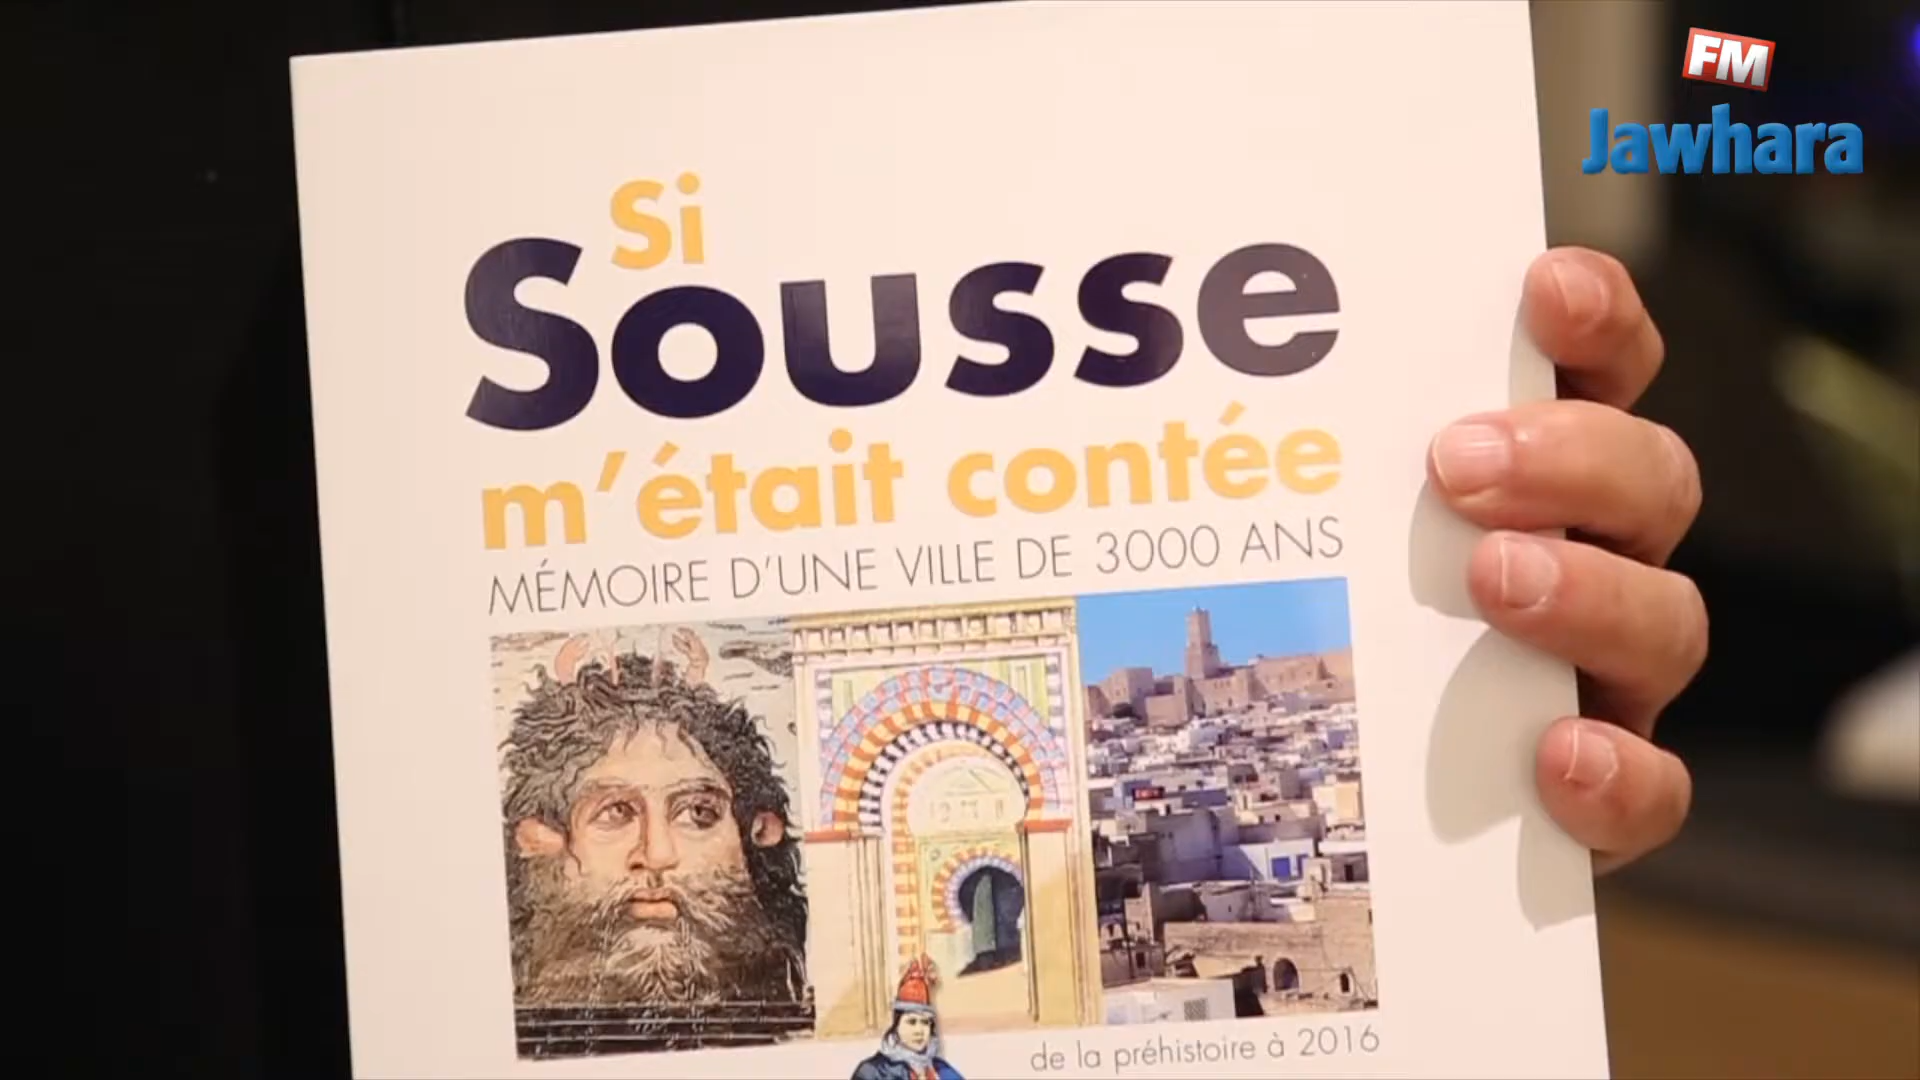 FM
Jawhara
Si
Sousse
m'était contée
MÉMOIRE D'UNE VILLE DE 3000 ANS
de la préhistoire à 2016